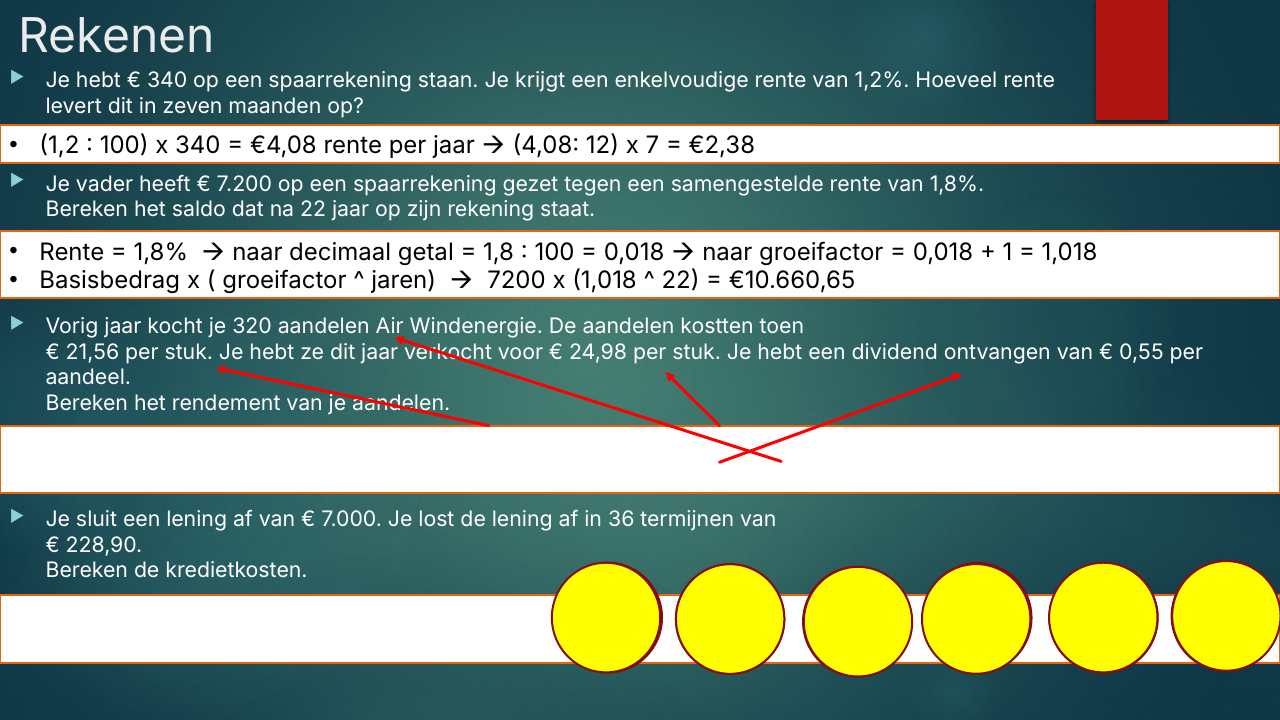 Rekenen
Je hebt € 340 op een spaarrekening staan. Je krijgt een enkelvoudige rente van 1,2%. Hoeveel rente
levert dit in zeven maanden op?
• (1,2 : 100) x 340 = €4,08 rente per jaar → (4,08: 12) x 7 = €2,38
Je vader heeft € 7.200 op een spaarrekening gezet tegen een samengestelde rente van 1,8%.
Bereken het saldo dat na 22 jaar op zijn rekening staat.
• Rente = 1,8% → naar decimaal getal = 1,8 : 100 = 0,018 → naar groeifactor = 0,018 + 1 = 1,018
• Basisbedrag x ( groeifactor ^ jaren) → 7200 x (1,018 ^ 22) = €10.660,65
Vorig jaar kocht je 320 aandelen Air Windenergie. De aandelen kostten toen
€ 21,56 per stuk. Je hebt ze dit jaar verkocht voor € 24,98 per stuk. Je hebt een dividend ontvangen van € 0,55 per
aandeel.
Bereken het rendement van je aandelen.
Je sluit een lening af van € 7.000. Je lost de lening af in 36 termijnen van
€ 228,90.
Bereken de kredietkosten.